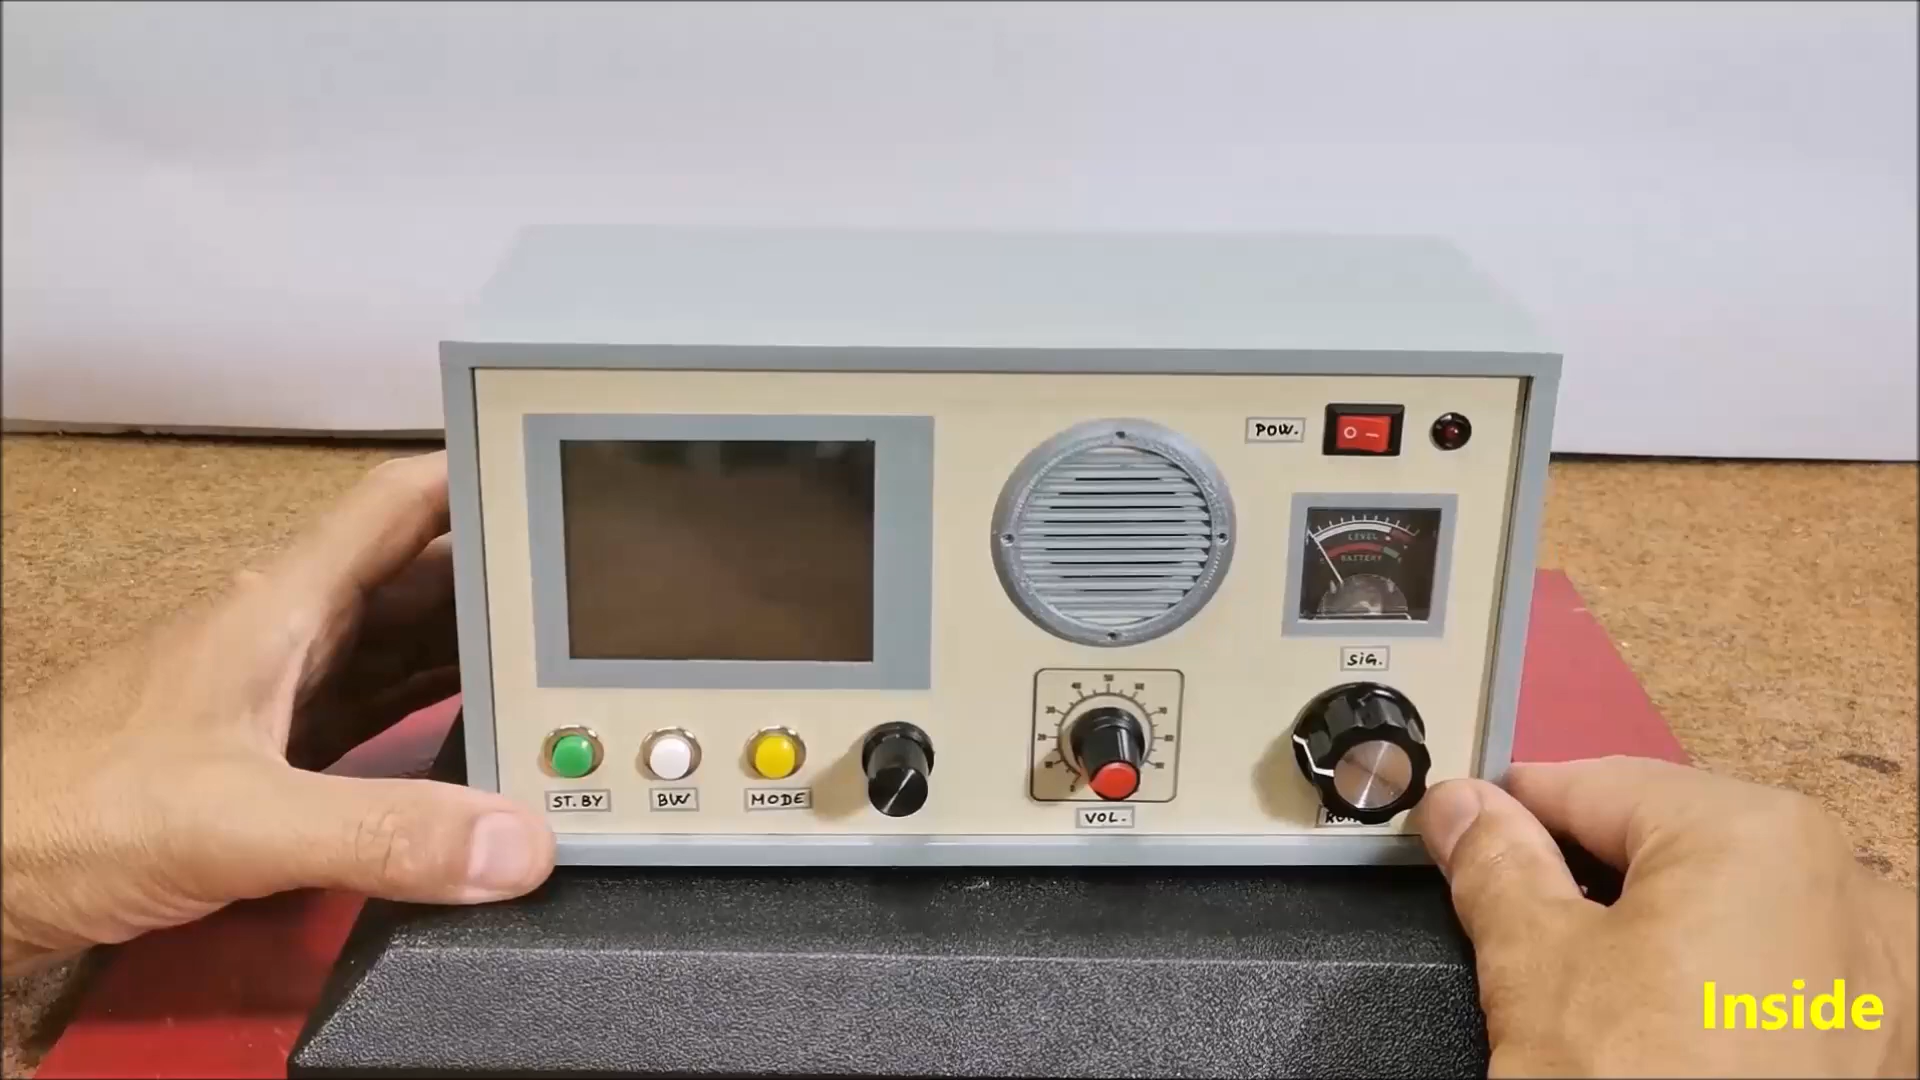 POW.
LEVEL
BATTERY
SiG.
ST. BY
BW
MODE
VOL.
Inside